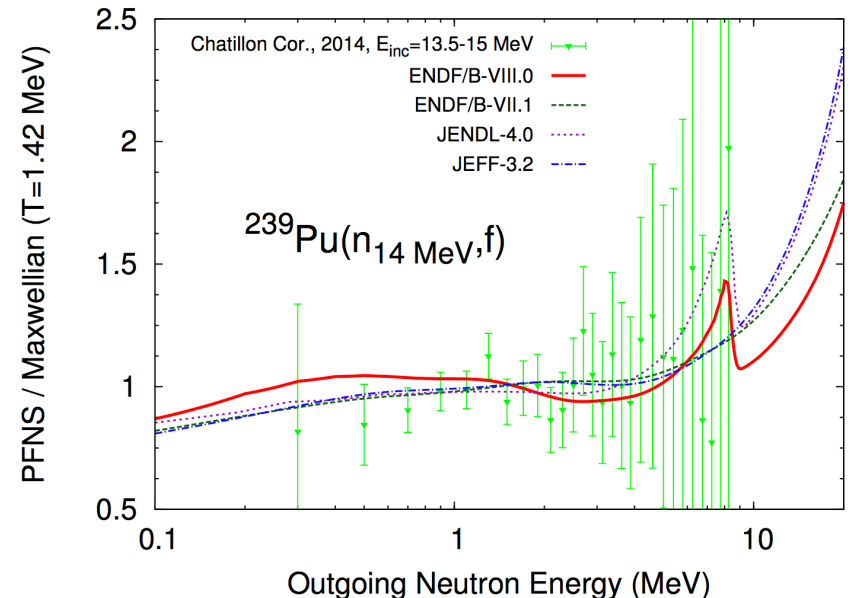 2.5
2
1.5
1
0.5
PFNS / Maxwellian (T=1.42 MeV)
Chatillon Cor., 2014, E_inc=13.5-15 MeV
ENDF/B-VIII.0
ENDF/B-VII.1
JENDL-4.0
JEFF-3.2
²³⁹Pu(n_14 MeV,f)
0.1 1 10
Outgoing Neutron Energy (MeV)